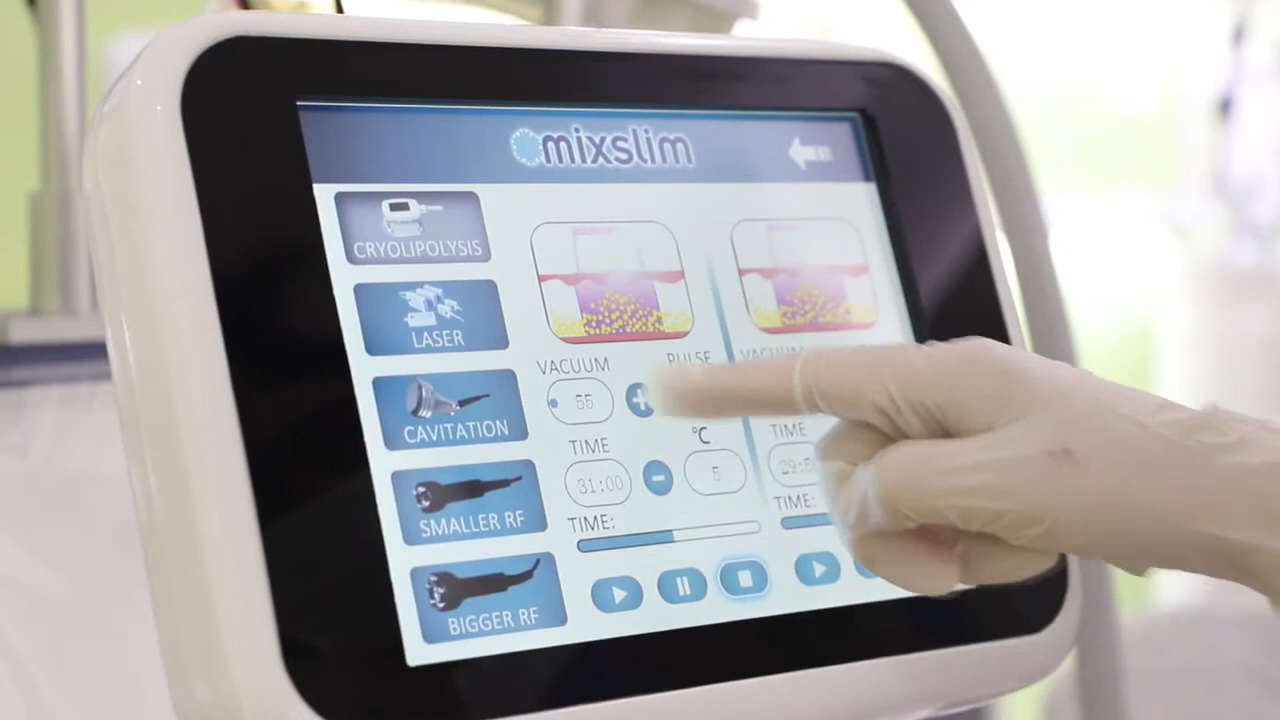 mixslim
CRYOLIPOLYSIS
LASER
CAVITATION
SMALLER RF
BIGGER RF
VACUUM
PULSE
55
TIME
°C
31:00
5
TIME:
VACUUM
TIME
TIME: